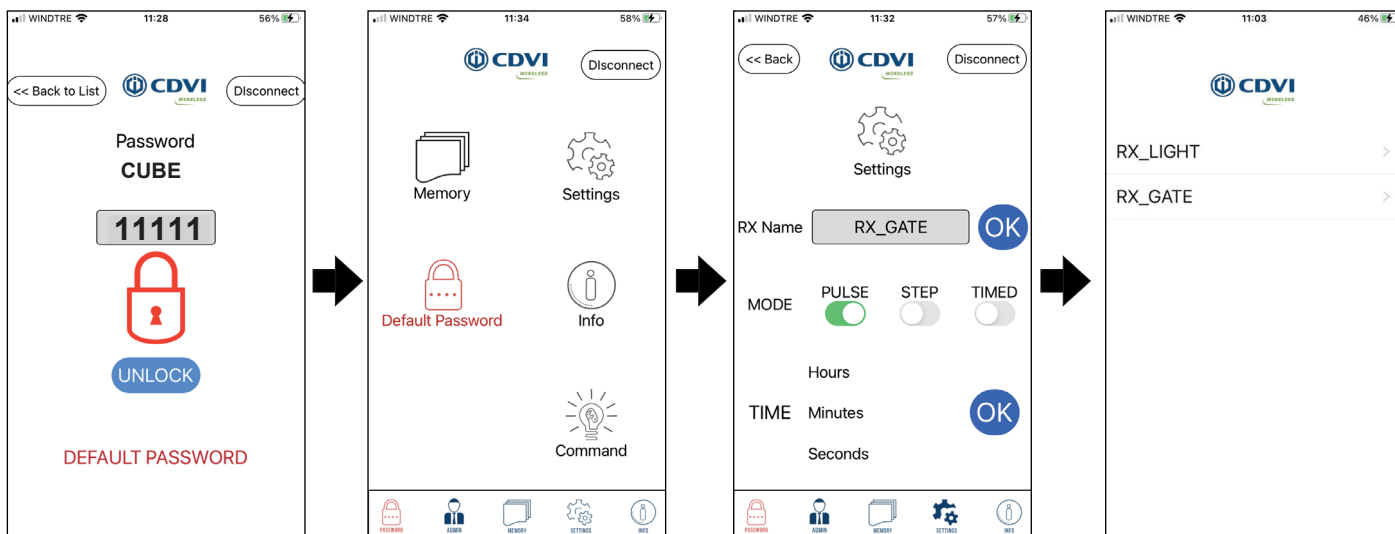 WINDTRE 11:28 56%
<< Back to List
CDVI
WIRELESS
DIsconnect
Password
CUBE
11111
UNLOCK
DEFAULT PASSWORD
WINDTRE 11:34 58%
CDVI
WIRELESS
DIsconnect
Memory
Settings
Default Password
Info
Command
PASSWORD ADMIN MEMORY SETTINGS INFO
WINDTRE 11:32 57%
<< Back
CDVI
WIRELESS
Disconnect
Settings
RX Name RX_GATE OK
PULSE STEP TIMED
MODE
Hours
TIME Minutes OK
Seconds
PASSWORD ADMIN MEMORY SETTINGS INFO
WINDTRE 11:03 46%
CDVI
WIRELESS
RX_LIGHT >
RX_GATE >